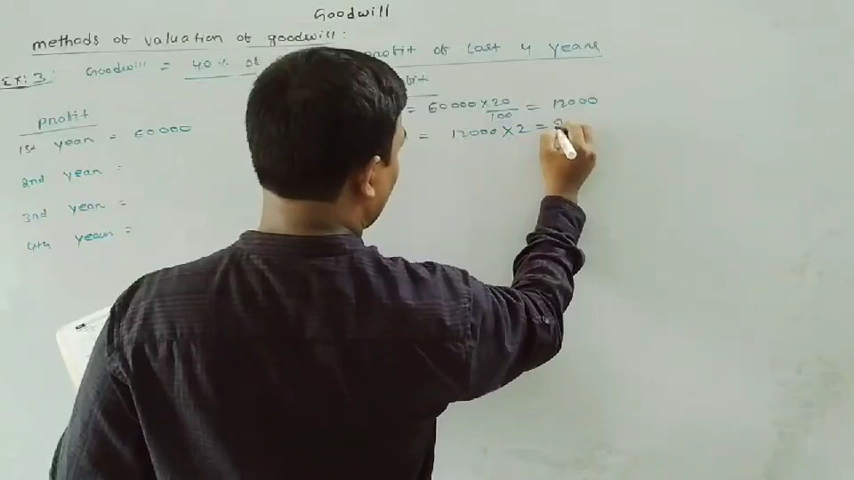 Goodwill
methods of valuation of goodwill:
Ex: 3: Goodwill = 40% of profit of last 4 years
profit
= 60000 × 20/100 = 12000
1st year = 60000
= 12000 × 2 =
2nd year =
3rd year =
4th year =